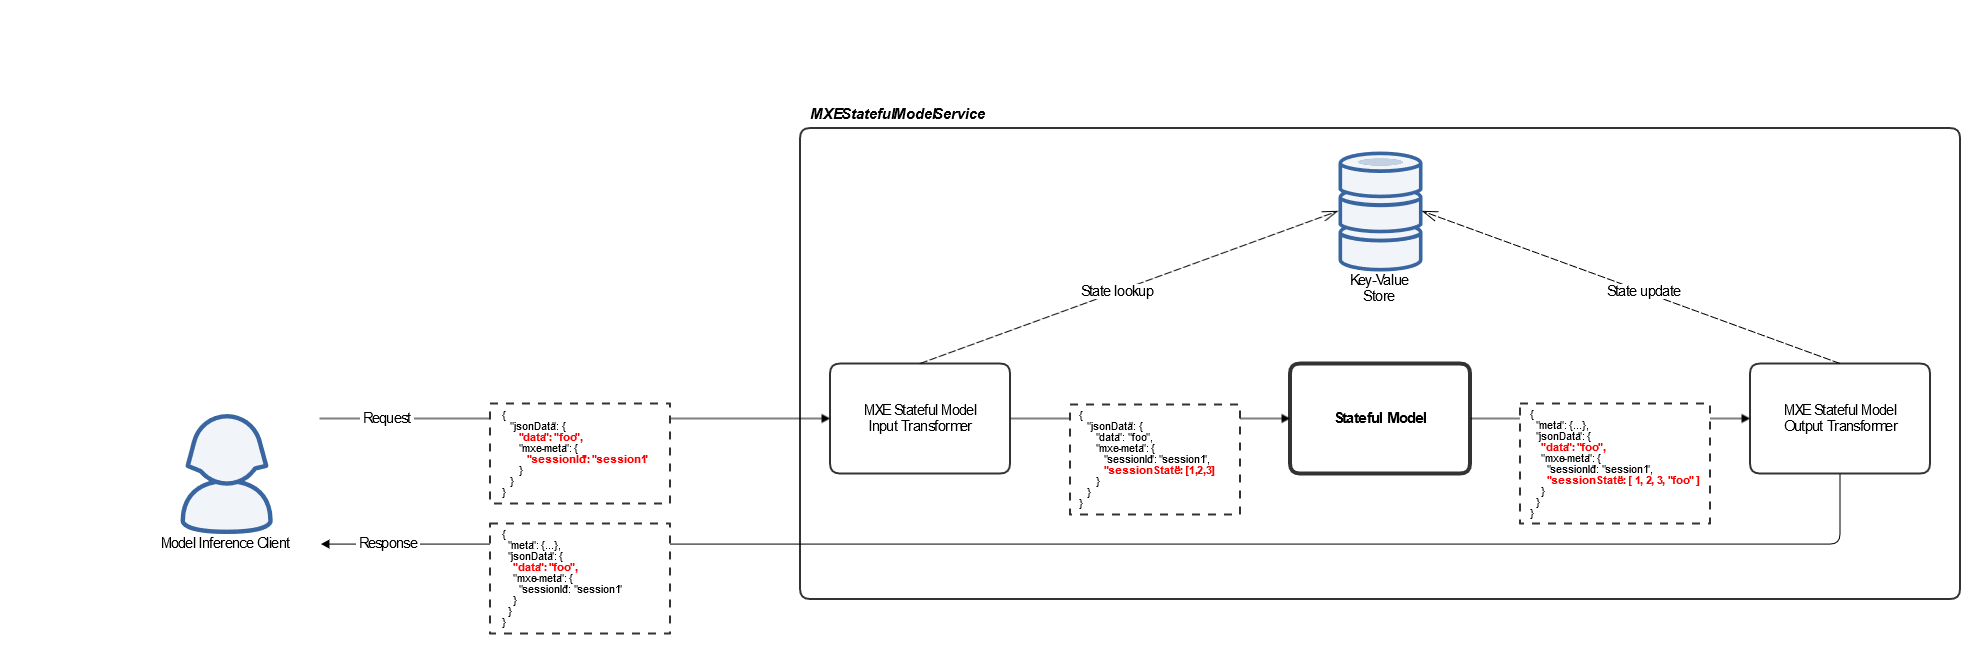 MXEStatefulModelService
Key-Value
Store
State lookup
State update
Request
{
"jsonData": {
"data": "foo",
"mxe-meta": {
"sessionId": "session1"
}
}
}
MXE Stateful Model
Input Transformer
{
"jsonData": {
"data": "foo",
"mxe-meta": {
"sessionId": "session1",
"sessionState": [1,2,3]
}
}
}
Stateful Model
{
"meta": {...},
"jsonData": {
"data": "foo",
"mxe-meta": {
"sessionId": "session1",
"sessionState": [ 1, 2, 3, "foo" ]
}
}
}
MXE Stateful Model
Output Transformer
Model Inference Client
Response
{
"meta": {...},
"jsonData": {
"data": "foo",
"mxe-meta": {
"sessionId": "session1"
}
}
}